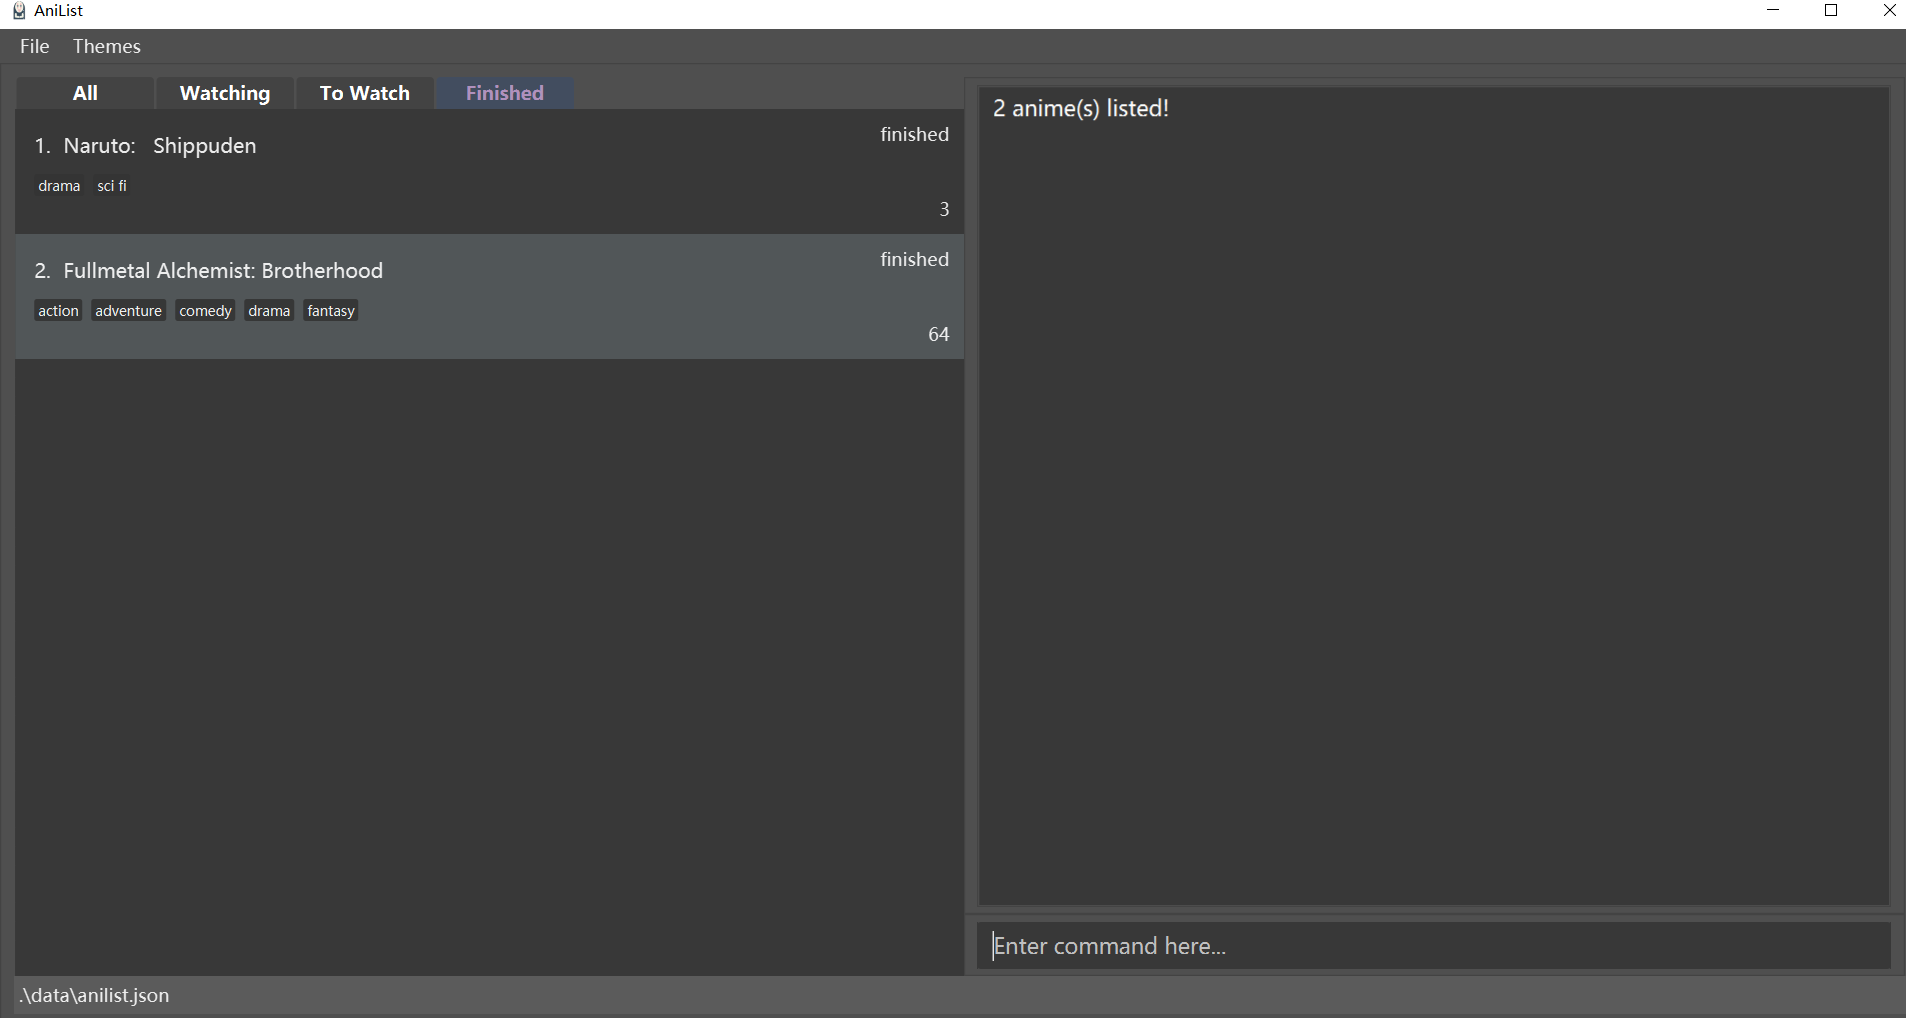 AniList
File Themes
All Watching To Watch Finished
1. Naruto: Shippuden
finished
drama sci fi
3
2. Fullmetal Alchemist: Brotherhood
finished
action adventure comedy drama fantasy
64
2 anime(s) listed!
Enter command here...
.\data\anilist.json